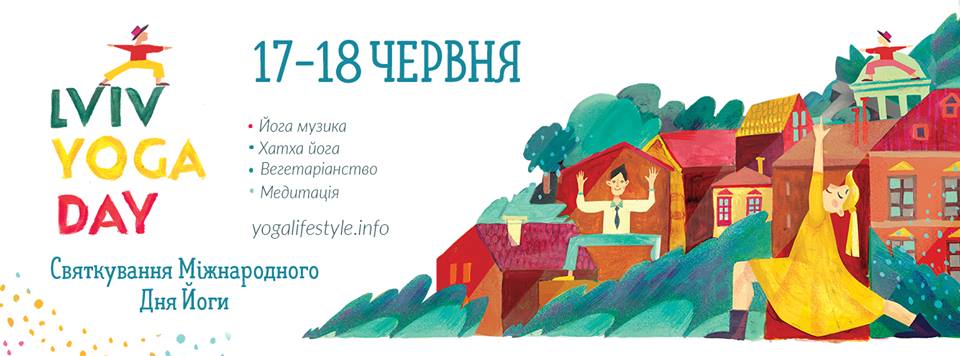 LVIV
YOGA
DAY
Святкування Міжнародного
Дня Йоги
17–18 ЧЕРВНЯ
• Йога музика
• Хатха йога
• Вегетаріанство
• Медитація
yogalifestyle.info